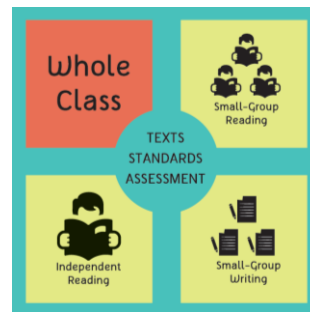 Whole
Class
Small-Group
Reading
TEXTS
STANDARDS
ASSESSMENT
Independent
Reading
Small-Group
Writing